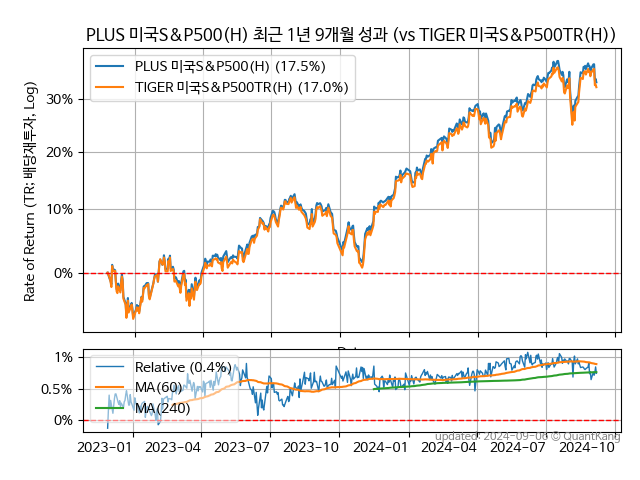 PLUS 미국S&P500(H) 최근 1년 9개월 성과 (vs TIGER 미국S&P500TR(H))
PLUS 미국S&P500(H) (17.5%)
TIGER 미국S&P500TR(H) (17.0%)
30%
20%
10%
0%
Rate of Return (TR: 배당재투자, Log)
1%
0.5%
0%
Relative (0.4%)
MA(60)
MA(240)
2023-01 2023-04 2023-07 2023-10 2024-01 2024-04 2024-07 2024-10
updated: 2024-09-06 © QuantKang